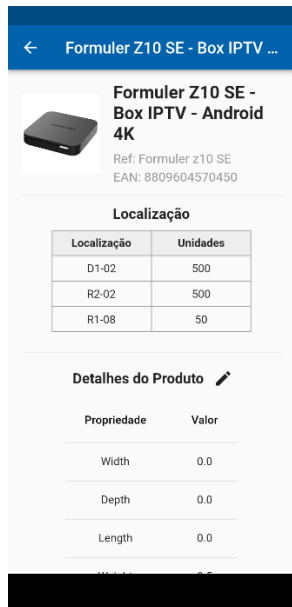 Formuler Z10 SE - Box IPTV ...
Formuler Z10 SE -
Box IPTV - Android
4K
Ref: Formuler z10 SE
EAN: 8809604570450
Localização
Localização Unidades
D1-02 500
R2-02 500
R1-08 50
Detalhes do Produto
Propriedade Valor
Width 0.0
Depth 0.0
Length 0.0